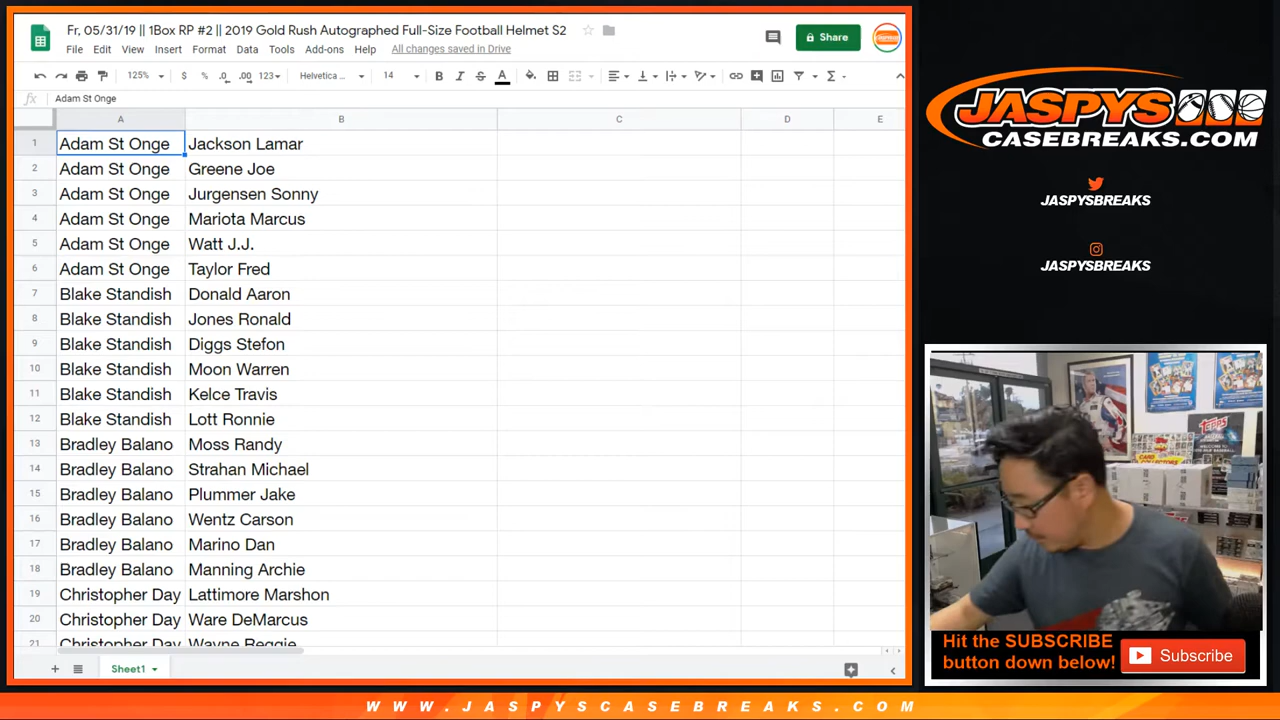 Fr, 05/31/19 || 1Box RP #2 || 2019 Gold Rush Autographed Full-Size Football Helmet S2
File Edit View Insert Format Data Tools Add-ons Help All changes saved in Drive
Share
125% $ % .0 .00 123 Helvetica ... 14 B I S A
fx Adam St Onge
A B C D E
1 Adam St Onge Jackson Lamar
2 Adam St Onge Greene Joe
3 Adam St Onge Jurgensen Sonny
4 Adam St Onge Mariota Marcus
5 Adam St Onge Watt J.J.
6 Adam St Onge Taylor Fred
7 Blake Standish Donald Aaron
8 Blake Standish Jones Ronald
9 Blake Standish Diggs Stefon
10 Blake Standish Moon Warren
11 Blake Standish Kelce Travis
12 Blake Standish Lott Ronnie
13 Bradley Balano Moss Randy
14 Bradley Balano Strahan Michael
15 Bradley Balano Plummer Jake
16 Bradley Balano Wentz Carson
17 Bradley Balano Marino Dan
18 Bradley Balano Manning Archie
19 Christopher Day Lattimore Marshon
20 Christopher Day Ware DeMarcus
21 Christopher Day Wayne Reggie
Sheet1
JASPYS
CASEBREAKS.COM
JASPYSBREAKS
JASPYSBREAKS
TOPPS
Hit the SUBSCRIBE
button down below!
Subscribe
WWW.JASPYSCASEBREAKS.COM